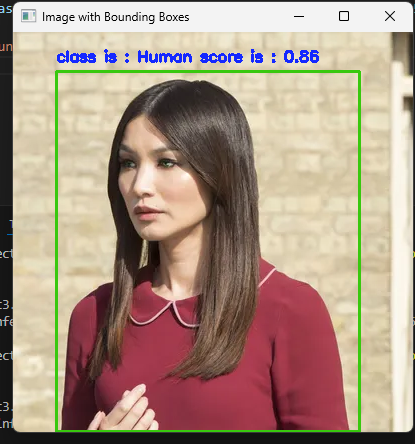 Image with Bounding Boxes
class is : Human score is : 0.86